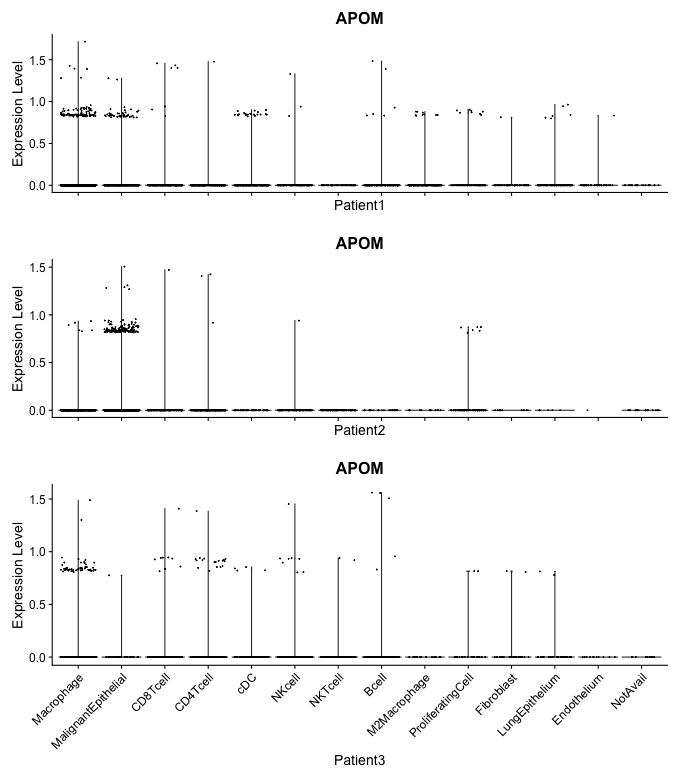 APOM
Expression Level
1.5
1.0
0.5
0.0
Patient1
APOM
Expression Level
1.5
1.0
0.5
0.0
Patient2
APOM
Expression Level
1.5
1.0
0.5
0.0
Macrophage
MalignantEpithelial
CD8Tcell
CD4Tcell
cDC
NKcell
NKTcell
Bcell
M2Macrophage
ProliferatingCell
Fibroblast
LungEpithelium
Endothelium
NotAvail
Patient3